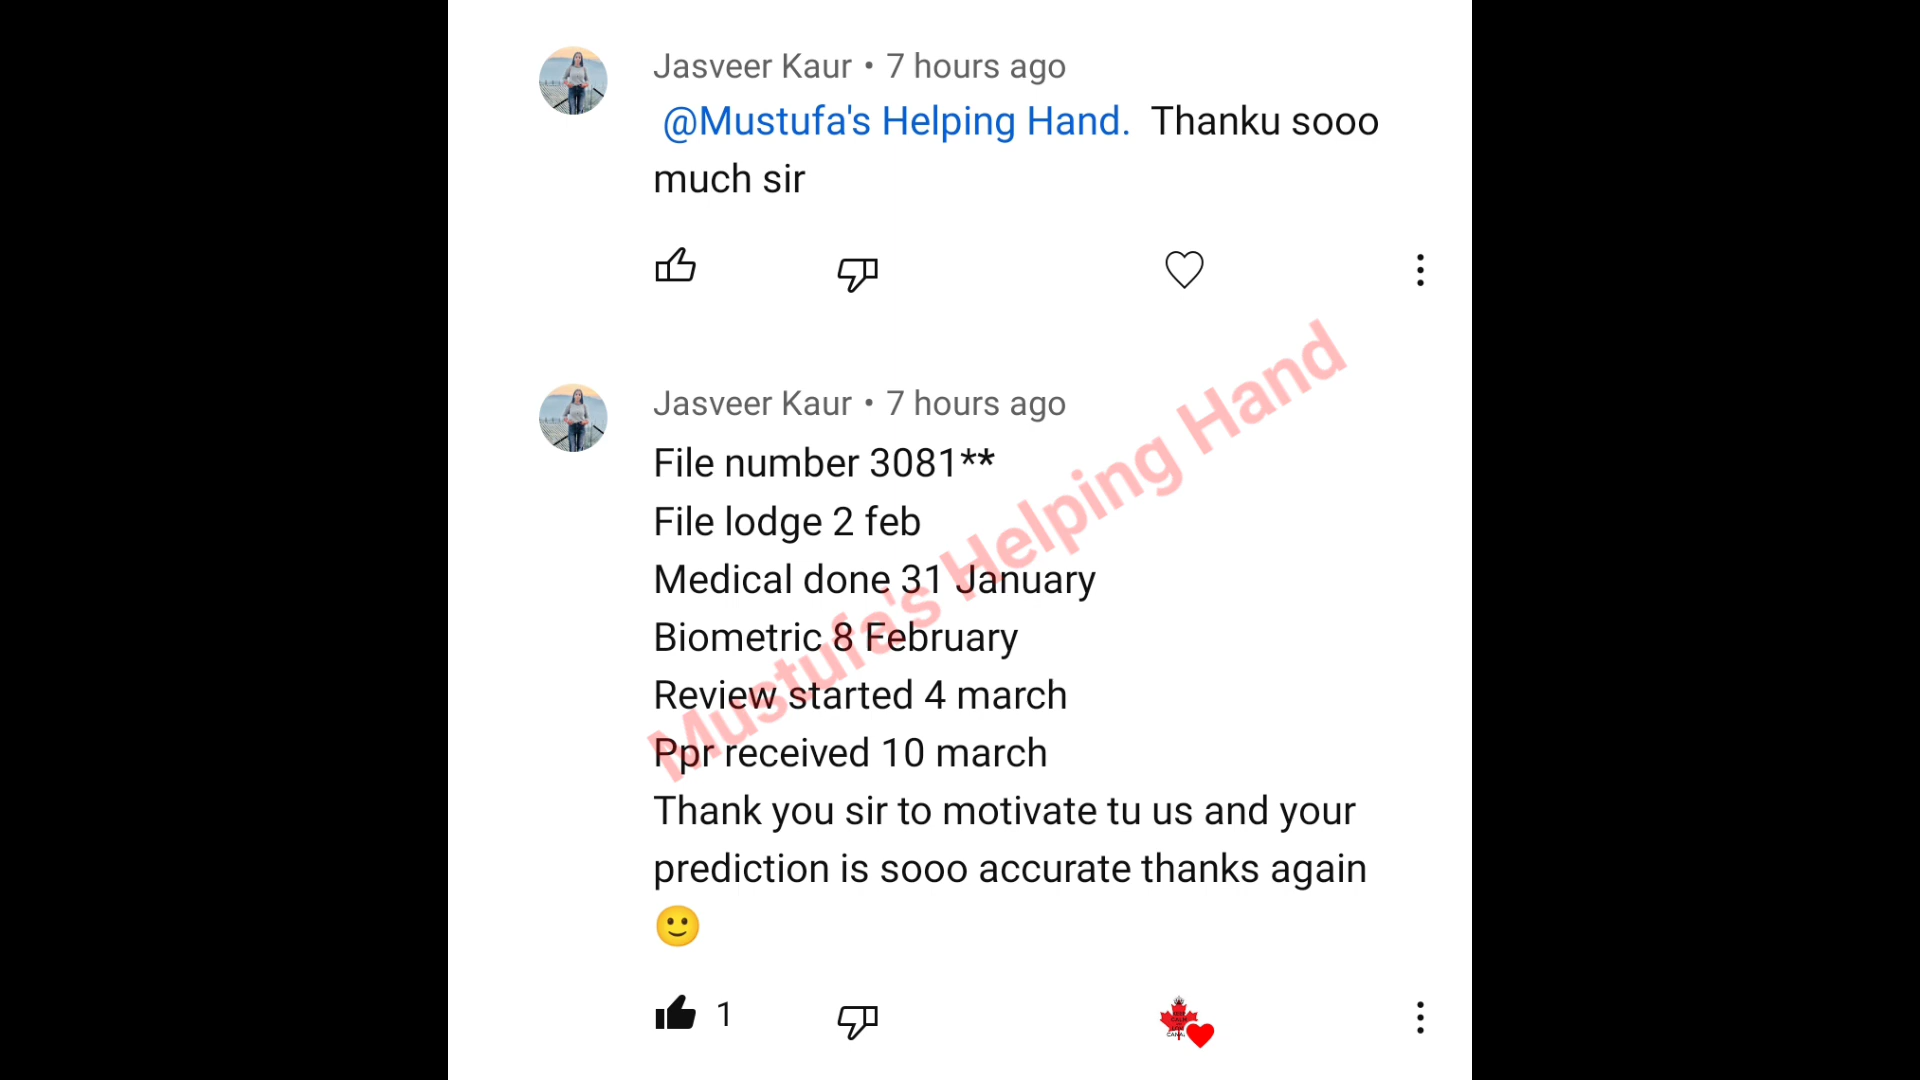 Jasveer Kaur • 7 hours ago
@Mustufa's Helping Hand. Thanku sooo
much sir
Jasveer Kaur • 7 hours ago
File number 3081**
File lodge 2 feb
Medical done 31 January
Biometric 8 February
Review started 4 march
Ppr received 10 march
Thank you sir to motivate tu us and your
prediction is sooo accurate thanks again
🙂
1
Mustufa's Helping Hand